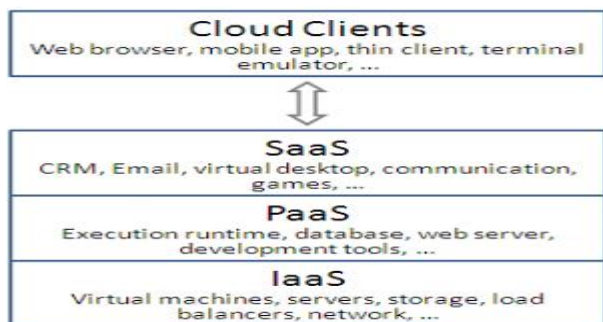 Cloud Clients
Web browser, mobile app, thin client, terminal
emulator, ...
SaaS
CRM, Email, virtual desktop, communication,
games, ...
PaaS
Execution runtime, database, web server,
development tools, ...
IaaS
Virtual machines, servers, storage, load
balancers, network, ...